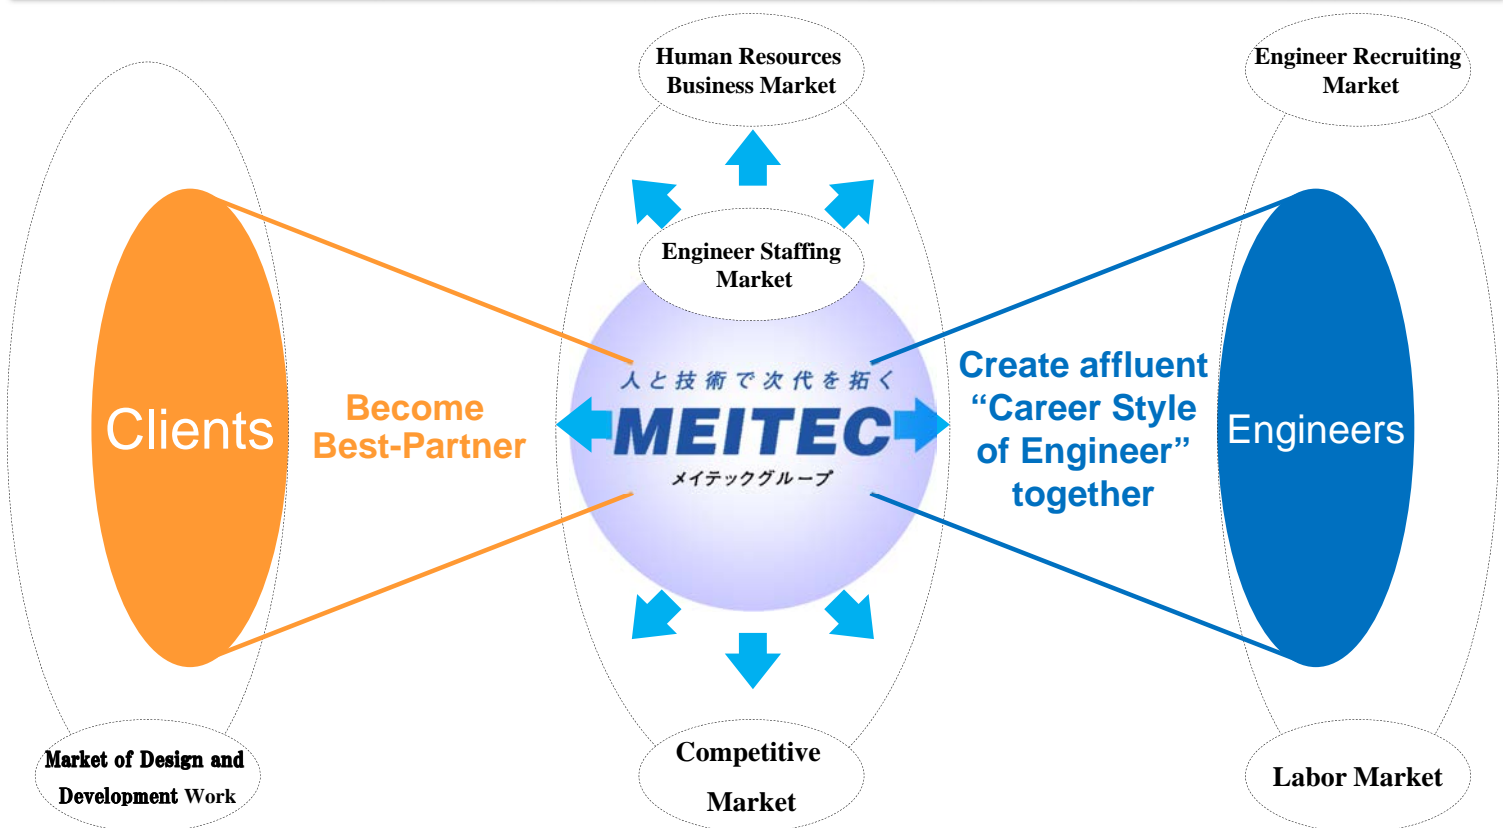 Human Resources
Business Market
Engineer Recruiting
Market
Engineer Staffing
Market
人と技術で次代を拓く
MEITEC
メイテックグループ
Clients
Become
Best-Partner
Create affluent
“Career Style
of Engineer”
together
Engineers
Market of Design and
Development Work
Competitive
Market
Labor Market